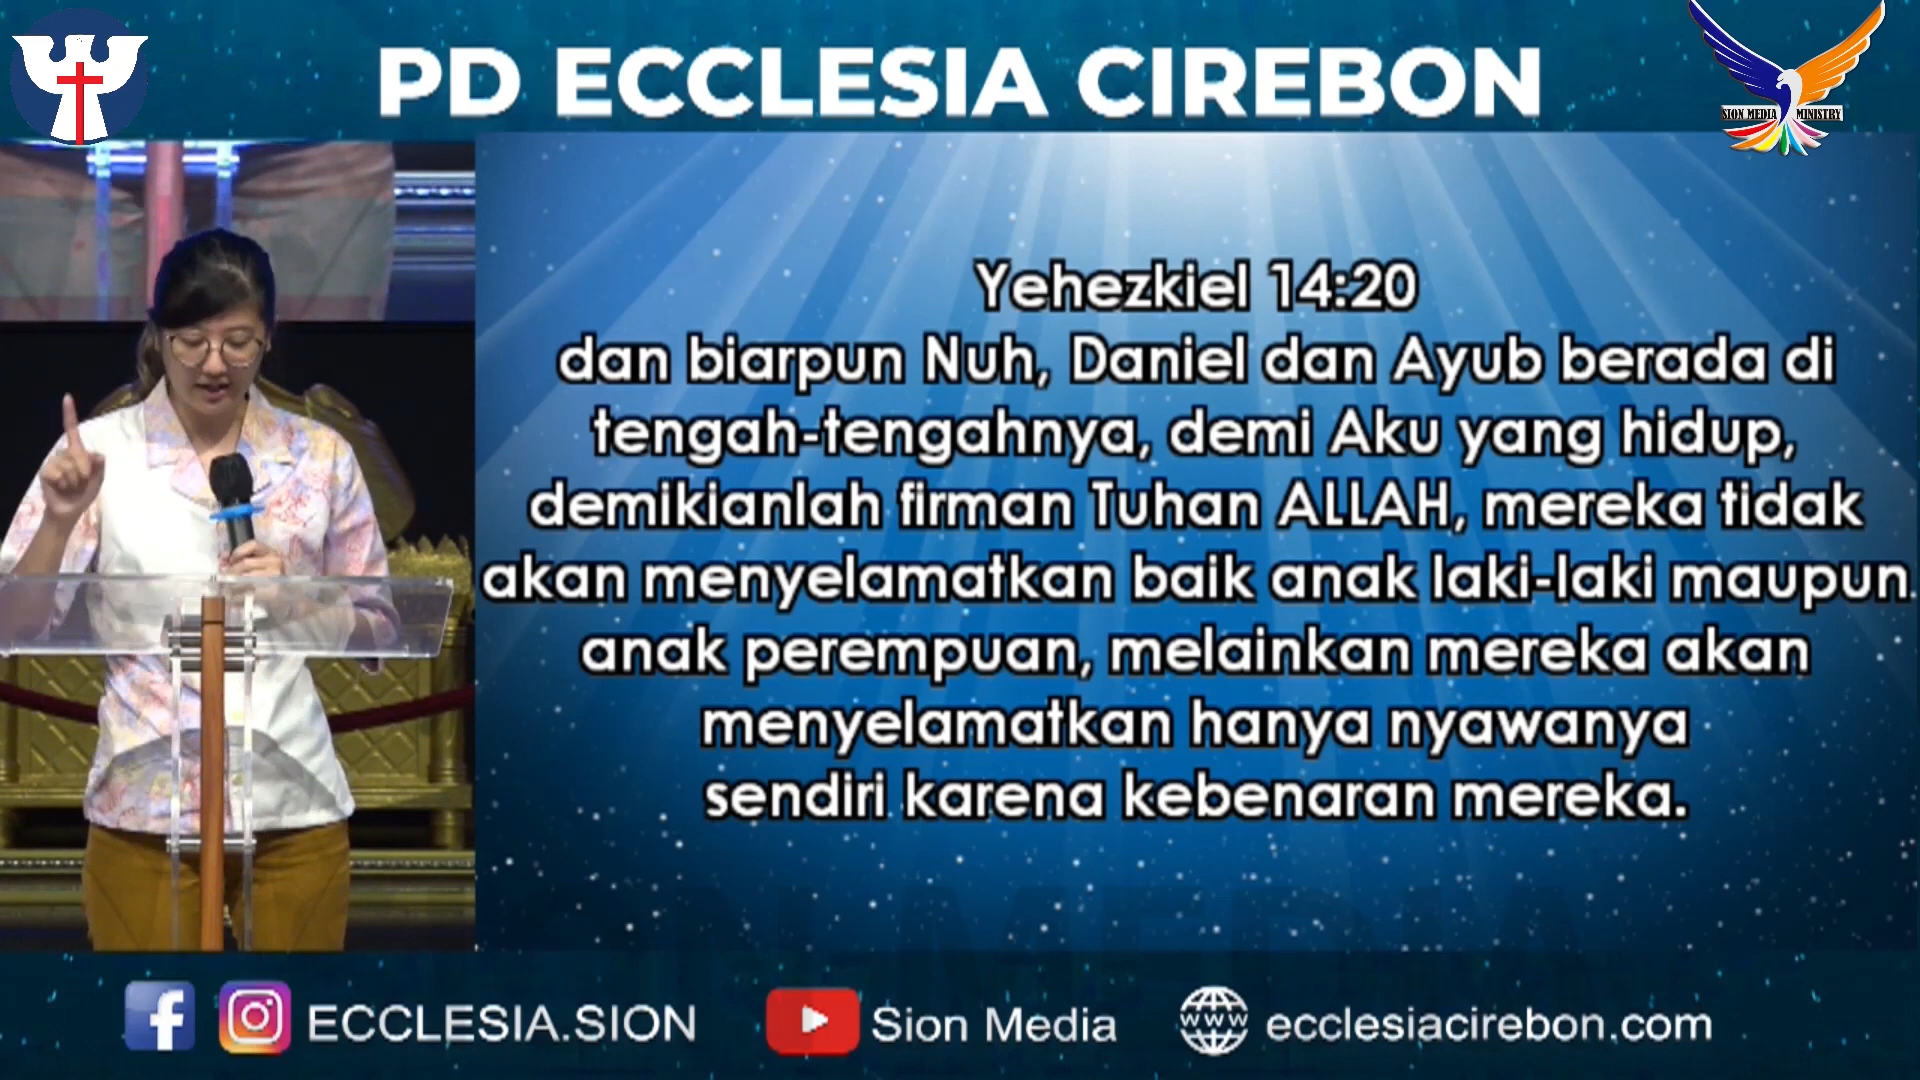 PD ECCLESIA CIREBON
SION MEDIA MINISTRY
Yehezkiel 14:20
dan biarpun Nuh, Daniel dan Ayub berada di
tengah-tengahnya, demi Aku yang hidup,
demikianlah firman Tuhan ALLAH, mereka tidak
akan menyelamatkan baik anak laki-laki maupun
anak perempuan, melainkan mereka akan
menyelamatkan hanya nyawanya
sendiri karena kebenaran mereka.
ECCLESIA.SION
Sion Media
www
ecclesiacirebon.com